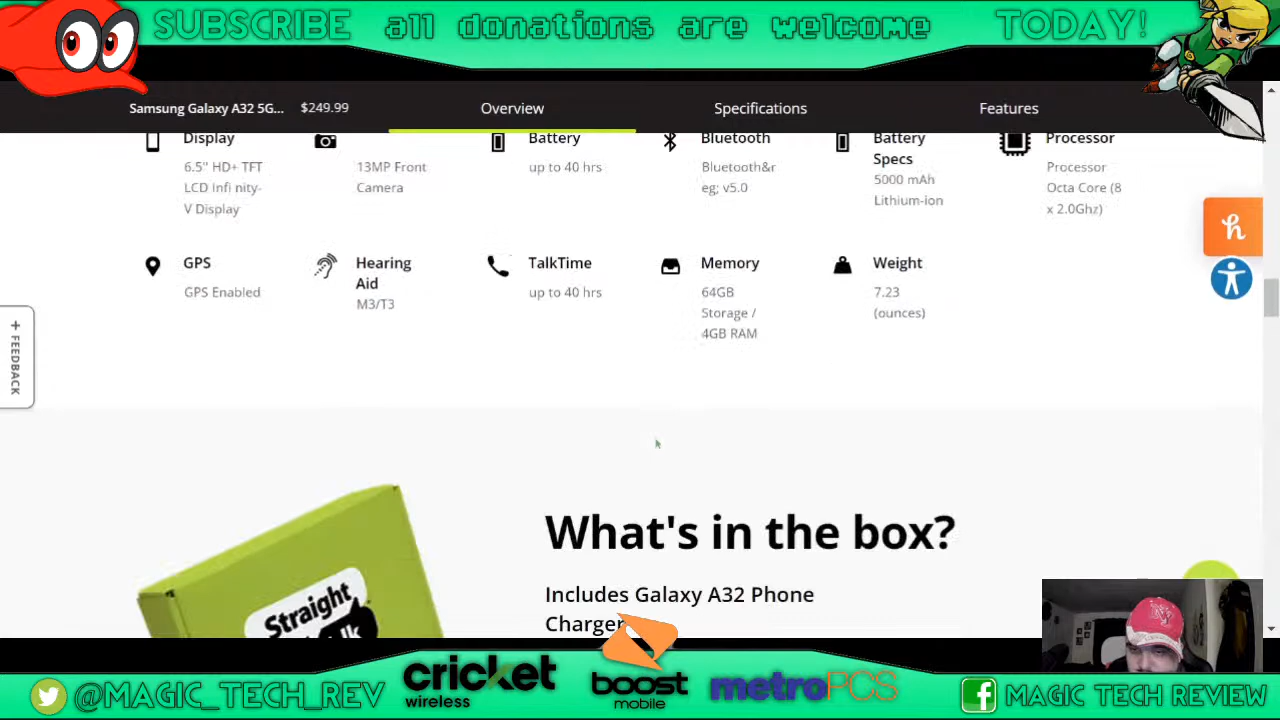 SUBSCRIBE all donations are welcome TODAY!
Samsung Galaxy A32 5G... $249.99 Overview Specifications Features
Display
6.5" HD+ TFT
LCD Infi nity-
V Display
13MP Front
Camera
Battery
up to 40 hrs
Bluetooth
Bluetooth&r
eg; v5.0
Battery
Specs
5000 mAh
Lithium-ion
Processor
Processor
Octa Core (8
x 2.0Ghz)
GPS
GPS Enabled
Hearing
Aid
M3/T3
TalkTime
up to 40 hrs
Memory
64GB
Storage /
4GB RAM
Weight
7.23
(ounces)
+ FEEDBACK
h
What's in the box?
Includes Galaxy A32 Phone
Charger
Straight
@MAGIC_TECH_REV
cricket
wireless
boost
mobile
metroPCS
f MAGIC TECH REVIEW